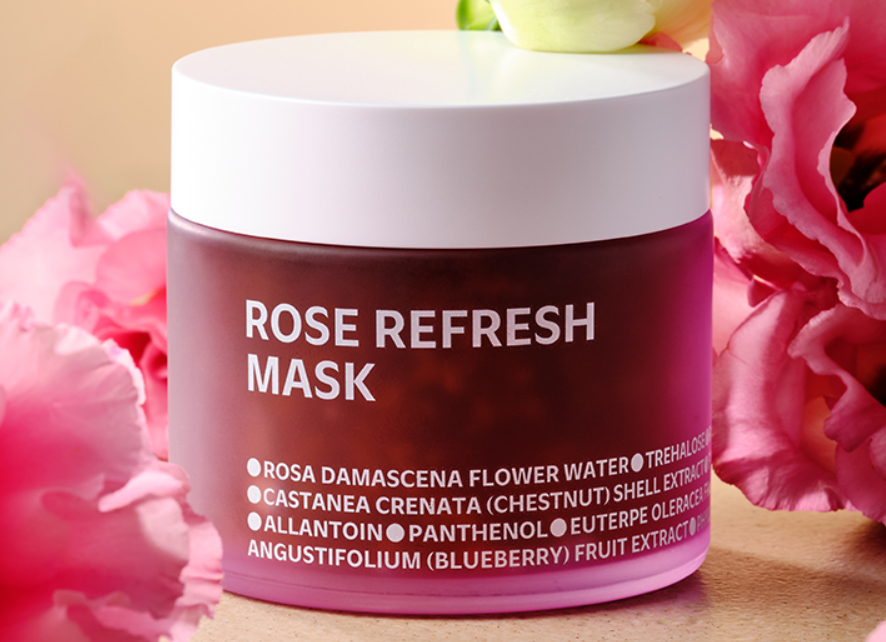 ROSE REFRESH
MASK
●ROSA DAMASCENA FLOWER WATER●TREHALOSE
●CASTANEA CRENATA (CHESTNUT) SHELL EXTRACT●
●ALLANTOIN●PANTHENOL●EUTERPE OLERACEA
ANGUSTIFOLIUM (BLUEBERRY) FRUIT EXTRACT●